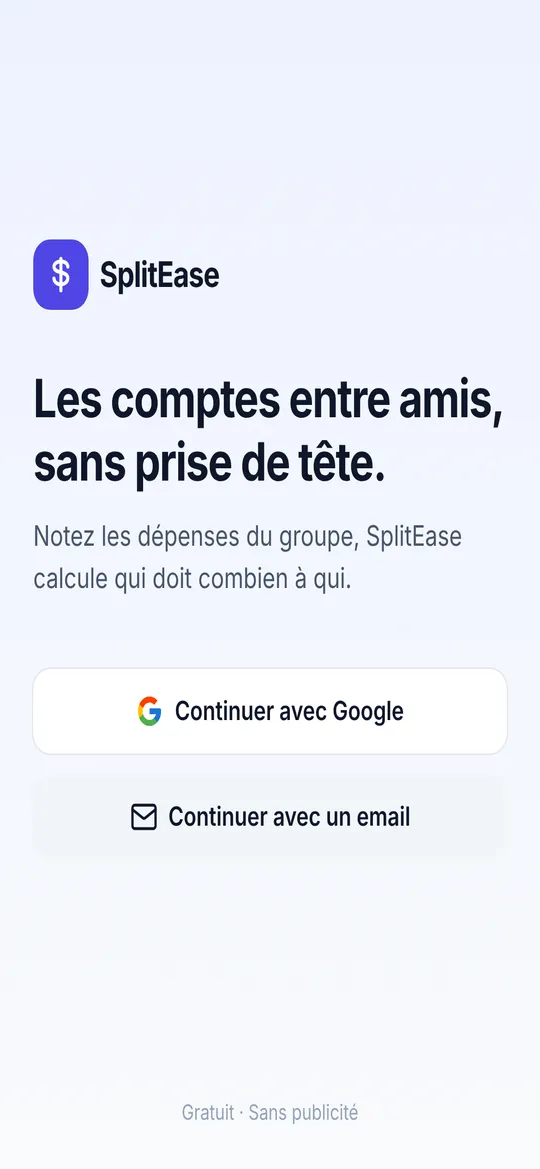 $ SplitEase
Les comptes entre amis,
sans prise de tête.
Notez les dépenses du groupe, SplitEase
calcule qui doit combien à qui.
Continuer avec Google
Continuer avec un email
Gratuit · Sans publicité